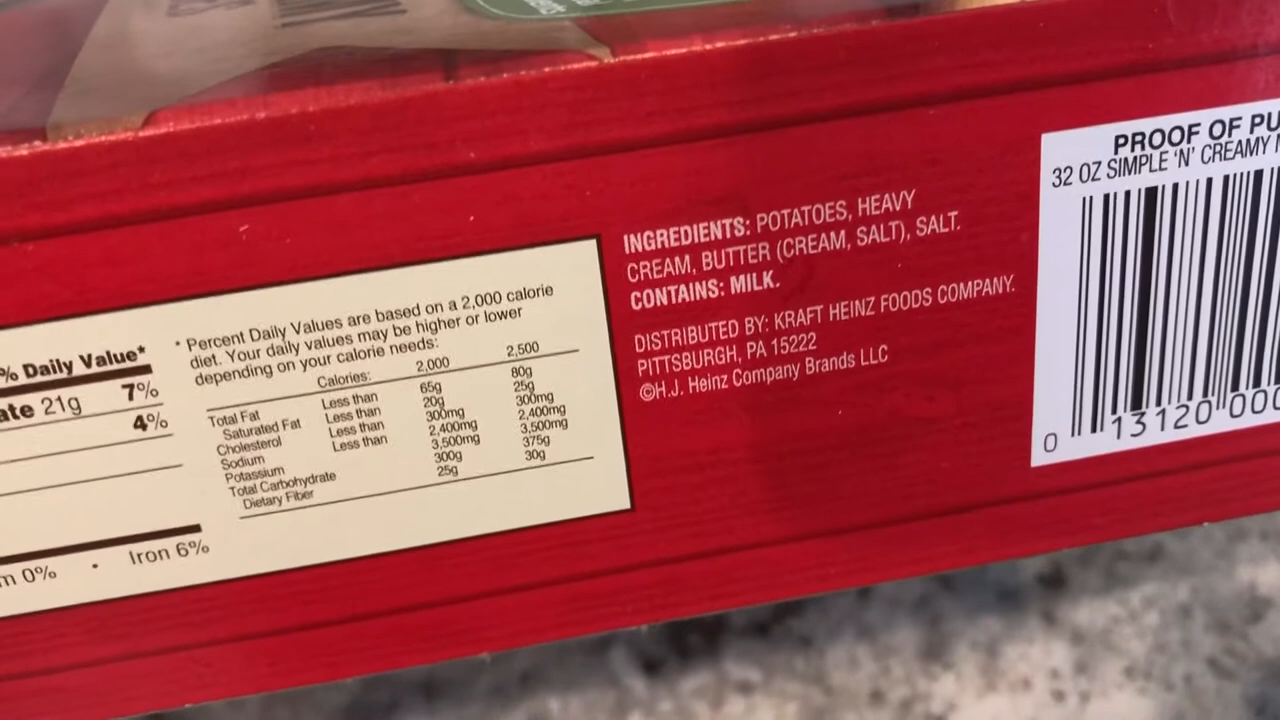 % Daily Value*
ate 21g 7%
4%
m 0% • Iron 6%
* Percent Daily Values are based on a 2,000 calorie
diet. Your daily values may be higher or lower
depending on your calorie needs:
Calories: 2,000 2,500
Total Fat Less than 65g 80g
Saturated Fat Less than 20g 25g
Cholesterol Less than 300mg 300mg
Sodium Less than 2,400mg 2,400mg
Potassium 3,500mg 3,500mg
Total Carbohydrate 300g 375g
Dietary Fiber 25g 30g
INGREDIENTS: POTATOES, HEAVY
CREAM, BUTTER (CREAM, SALT), SALT.
CONTAINS: MILK.
DISTRIBUTED BY: KRAFT HEINZ FOODS COMPANY.
PITTSBURGH, PA 15222
©H.J. Heinz Company Brands LLC
PROOF OF PU
32 OZ SIMPLE 'N' CREAMY
0 13120 000